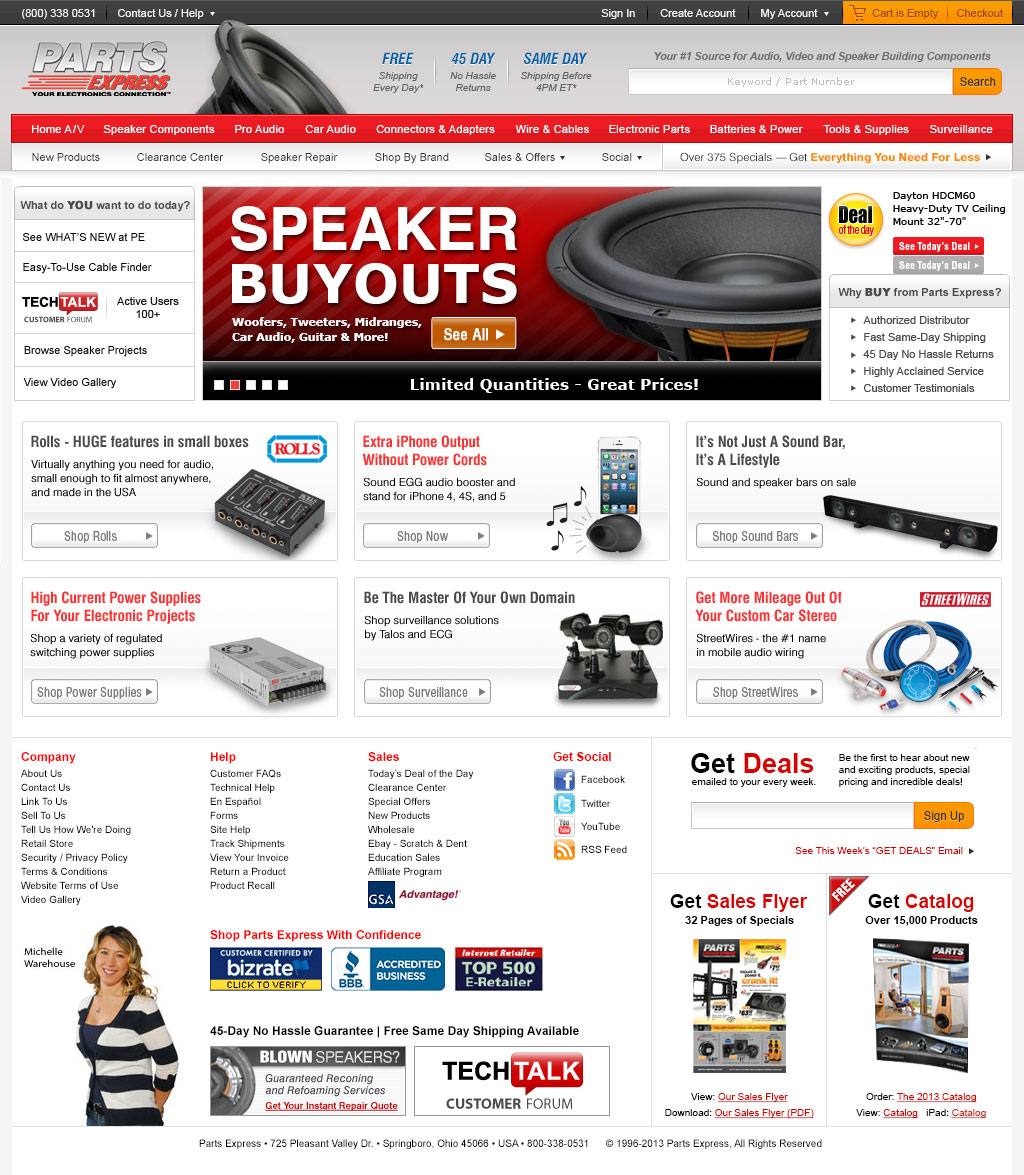 (800) 338 0531
Contact Us / Help
Sign In
Create Account
My Account
Cart is Empty
Checkout
PARTS
EXPRESS
YOUR ELECTRONICS CONNECTION™
FREE
Shipping
Every Day*
45 DAY
No Hassle
Returns
SAME DAY
Shipping Before
4PM ET*
Your #1 Source for Audio, Video and Speaker Building Components
Keyword / Part Number
Search
Home A/V
Speaker Components
Pro Audio
Car Audio
Connectors & Adapters
Wire & Cables
Electronic Parts
Batteries & Power
Tools & Supplies
Surveillance
New Products
Clearance Center
Speaker Repair
Shop By Brand
Sales & Offers
Social
Over 375 Specials — Get Everything You Need For Less
What do YOU want to do today?
See WHAT'S NEW at PE
Easy-To-Use Cable Finder
TECH TALK
CUSTOMER FORUM
Active Users
100+
Browse Speaker Projects
View Video Gallery
SPEAKER
BUYOUTS
Woofers, Tweeters, Midranges,
Car Audio, Guitar & More!
See All
Limited Quantities - Great Prices!
Deal
of the day
Dayton HDCM60
Heavy-Duty TV Ceiling
Mount 32"-70"
See Today's Deal
See Today's Deal
Why BUY from Parts Express?
Authorized Distributor
Fast Same-Day Shipping
45 Day No Hassle Returns
Highly Acclaimed Service
Customer Testimonials
Rolls - HUGE features in small boxes
ROLLS
Virtually anything you need for audio,
small enough to fit almost anywhere,
and made in the USA
Shop Rolls
Extra iPhone Output
Without Power Cords
Sound EGG audio booster and
stand for iPhone 4, 4S, and 5
Shop Now
It's Not Just A Sound Bar,
It's A Lifestyle
Sound and speaker bars on sale
Shop Sound Bars
High Current Power Supplies
For Your Electronic Projects
Shop a variety of regulated
switching power supplies
Shop Power Supplies
Be The Master Of Your Own Domain
Shop surveillance solutions
by Talos and ECG
Shop Surveillance
Get More Mileage Out Of
Your Custom Car Stereo
STREETWIRES
StreetWires - the #1 name
in mobile audio wiring
Shop StreetWires
Company
About Us
Contact Us
Link To Us
Sell To Us
Tell Us How We're Doing
Retail Store
Security / Privacy Policy
Terms & Conditions
Website Terms of Use
Video Gallery
Help
Customer FAQs
Technical Help
En Español
Forms
Site Help
Track Shipments
View Your Invoice
Return a Product
Product Recall
Sales
Today's Deal of the Day
Clearance Center
Special Offers
New Products
Wholesale
Ebay - Scratch & Dent
Education Sales
Affiliate Program
GSA Advantage!
Get Social
Facebook
Twitter
YouTube
RSS Feed
Get Deals
emailed to your every week.
Be the first to hear about new
and exciting products, special
pricing and incredible deals!
Sign Up
See This Week's "GET DEALS" Email
Michelle
Warehouse
Shop Parts Express With Confidence
CUSTOMER CERTIFIED BY
bizrate
CLICK TO VERIFY
BBB.
ACCREDITED
BUSINESS
Internet Retailer
TOP 500
E-Retailer
45-Day No Hassle Guarantee | Free Same Day Shipping Available
BLOWN SPEAKERS?
Guaranteed Reconing
and Refoaming Services
Get Your Instant Repair Quote
TECH TALK
CUSTOMER FORUM
Get Sales Flyer
32 Pages of Specials
PARTS
crank it!
View: Our Sales Flyer
Download: Our Sales Flyer (PDF)
FREE
Get Catalog
Over 15,000 Products
PARTS
Order: The 2013 Catalog
View: Catalog iPad: Catalog
Parts Express • 725 Pleasant Valley Dr. • Springboro, Ohio 45066 • USA • 800-338-0531 © 1996-2013 Parts Express, All Rights Reserved